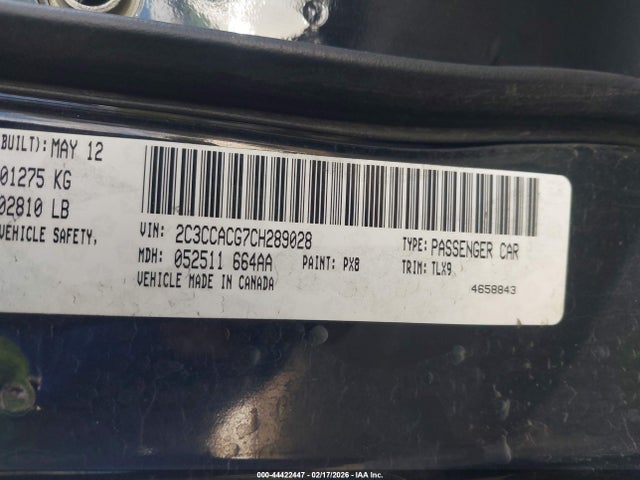 BUILT): MAY 12
01275 KG
02810 LB
VEHICLE SAFETY,
VIN: 2C3CCACG7CH289028 TYPE: PASSENGER CAR
MDH: 052511 664AA PAINT: PX8 TRIM: TLX9
VEHICLE MADE IN CANADA 4658843
000-44422447 - 02/17/2026 - IAA Inc.